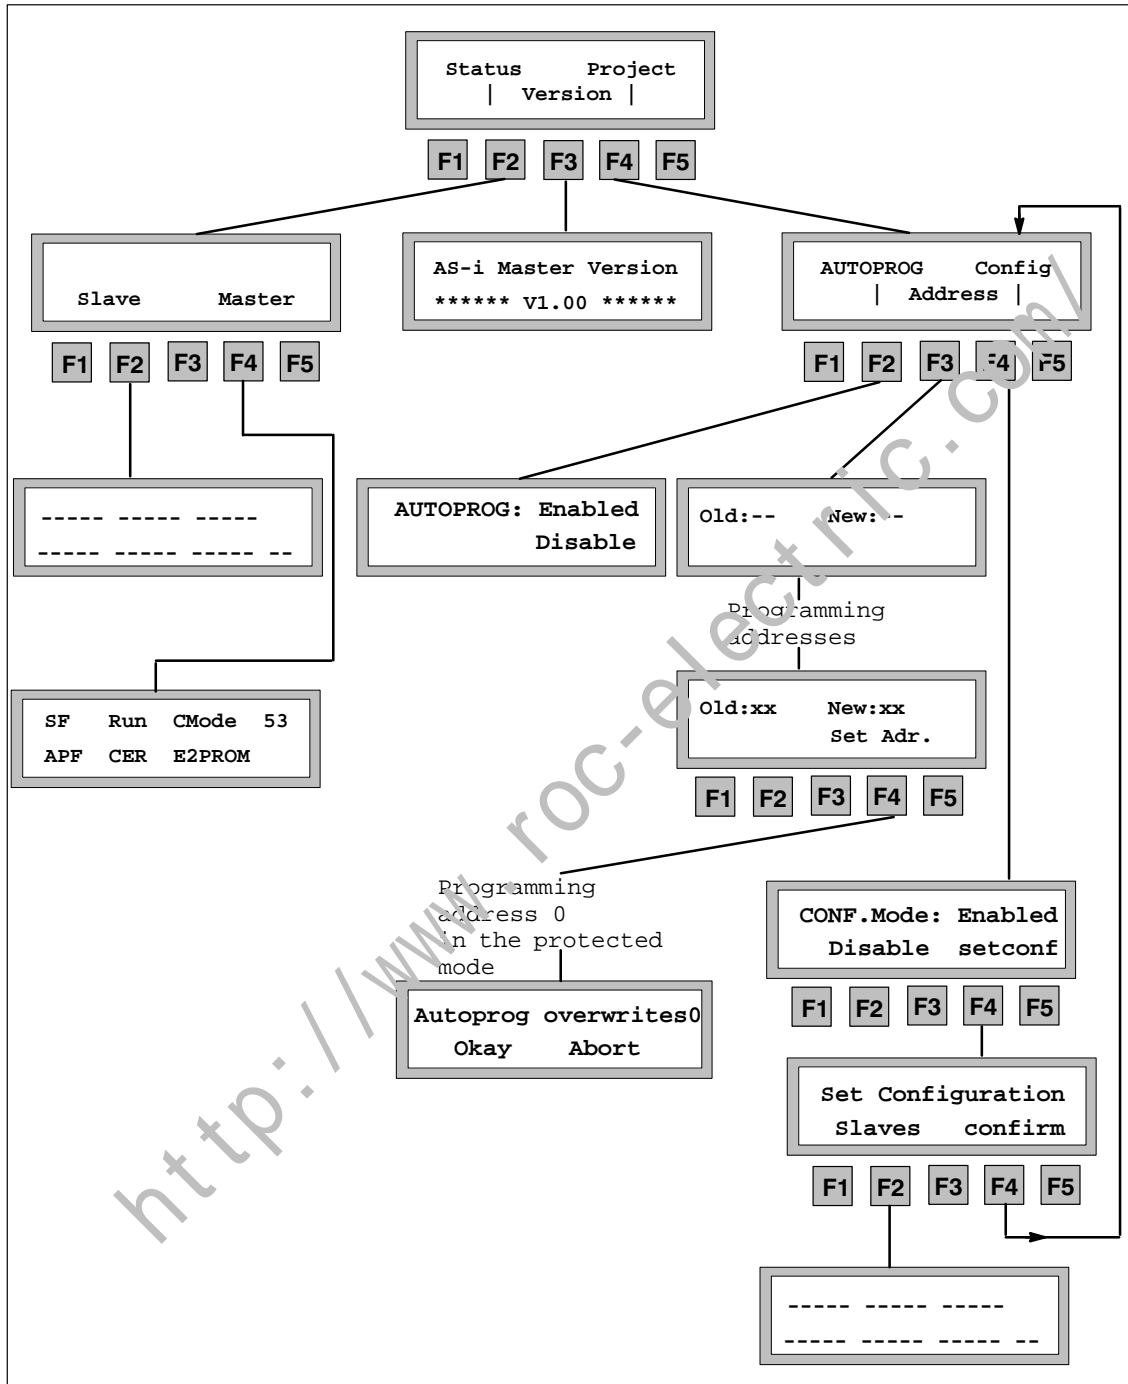 Status Project
| Version |
F1 F2 F3 F4 F5
Slave Master
F1 F2 F3 F4 F5
AS-i Master Version
****** V1.00 ******
AUTOPROG Config
| Address |
F1 F2 F3 F4 F5
----- ----- -----
----- ----- ----- --
AUTOPROG: Enabled
Disable
Old:-- New:--
Programming
addresses
SF Run CMode 53
APF CER E2PROM
Old:xx New:xx
Set Adr.
F1 F2 F3 F4 F5
Programming
address 0
in the protected
mode
Autoprog overwrites0
Okay Abort
CONF.Mode: Enabled
Disable setconf
F1 F2 F3 F4 F5
Set Configuration
Slaves confirm
F1 F2 F3 F4 F5
----- ----- -----
----- ----- ----- --
http://www.roc-electric.com/